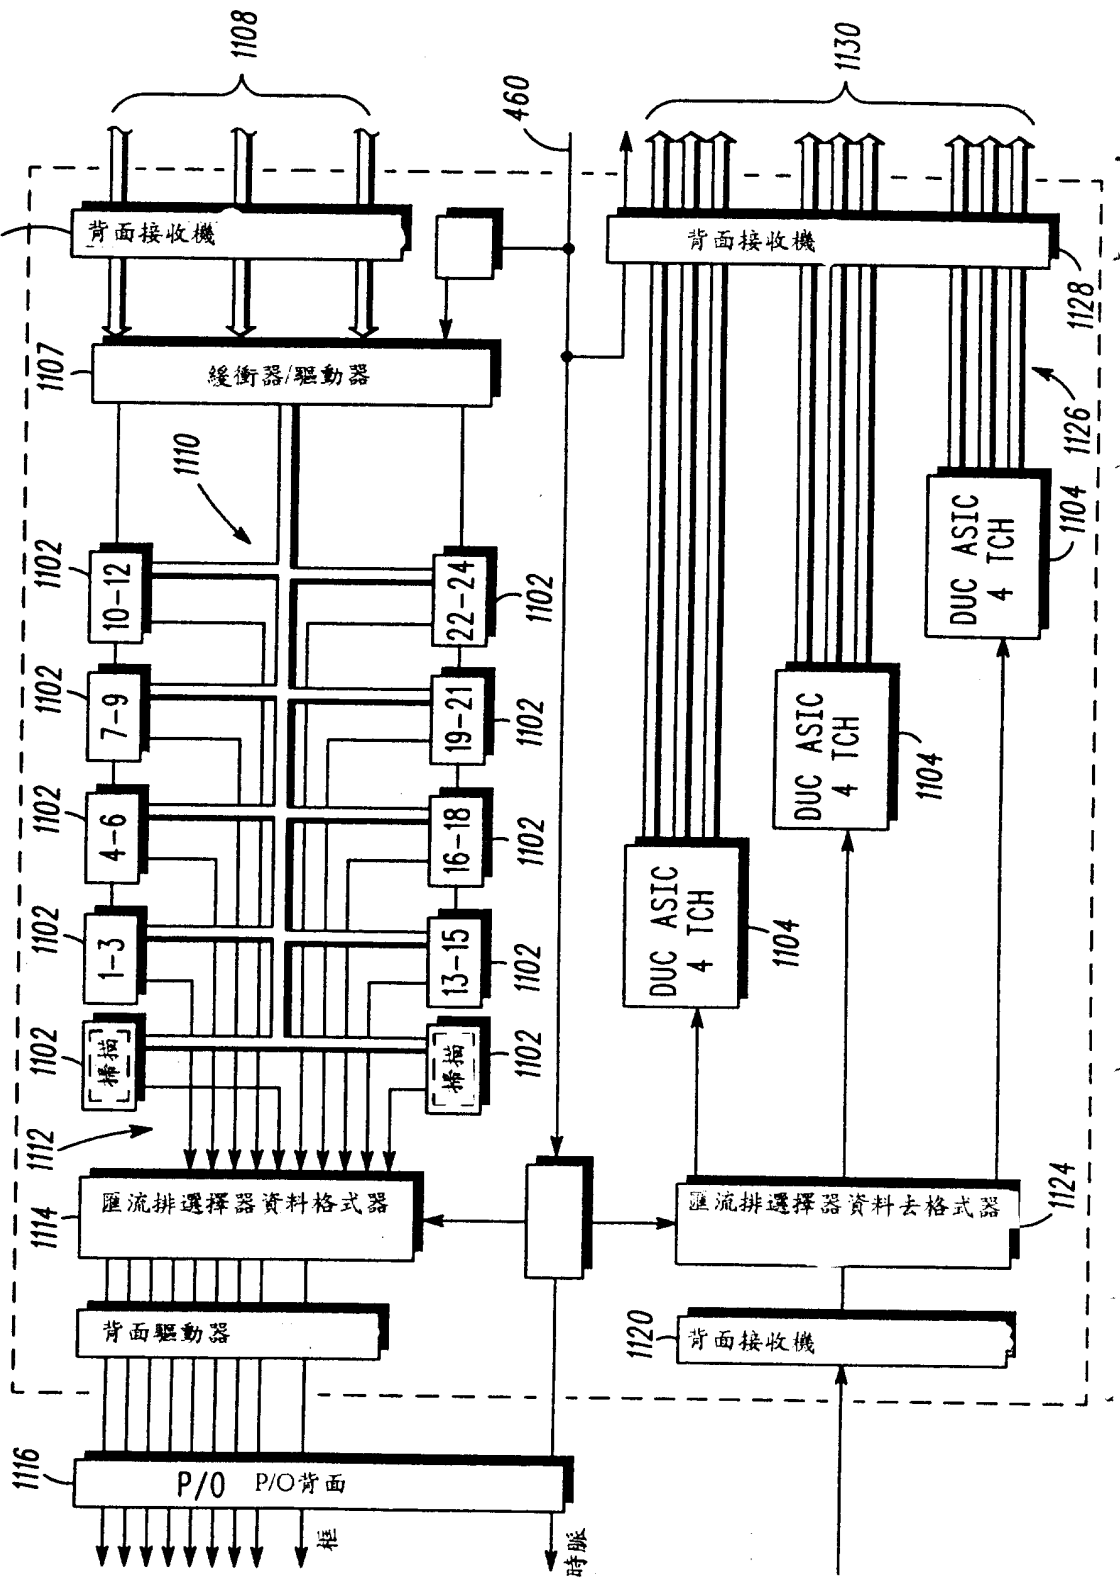 1108
1130
460
背面接收機
背面接收機
1128
1107
緩衝器/驅動器
1126
1110
1102
1102
1102
1102
1102
10-12
7-9
4-6
1-3
[掃描]
22-24
19-21
16-18
13-15
[掃描]
1102
1102
1102
1102
1102
DUC ASIC
4 TCH
1104
DUC ASIC
4 TCH
1104
DUC ASIC
4 TCH
1104
1112
1114
匯流排選擇器資料格式器
匯流排選擇器資料去格式器
1124
背面驅動器
1120
背面接收機
1116
P/O P/O背面
框
時脈